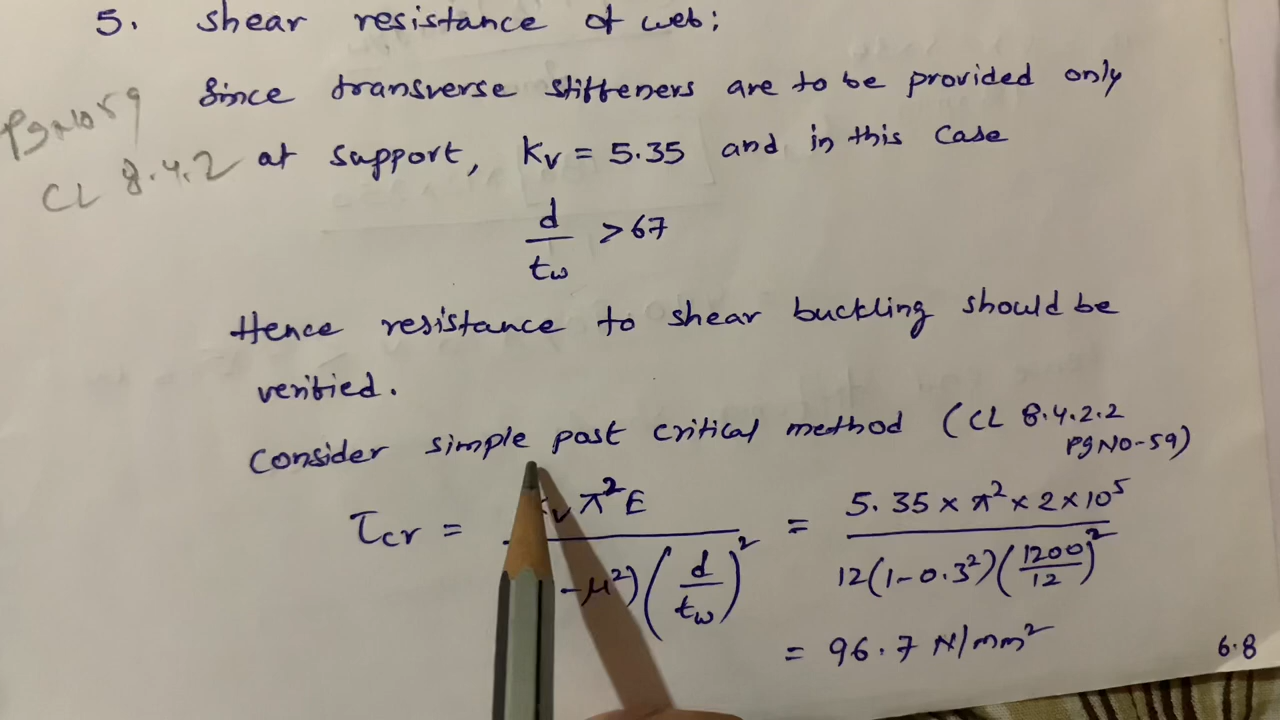 5. Shear resistance of web:
Since transverse stiffeners are to be provided only
Pg No 59
CL 8.4.2
at support, Kv = 5.35 and in this case
d/tw > 67
Hence resistance to shear buckling should be
verified.
Consider simple post critical method (CL 8.4.2.2
Pg No-59)
τcr = v π²E / -μ²)(d/tw)² = 5.35 × π² × 2 × 10⁵ / 12(1-0.3²)(1200/12)²
= 96.7 N/mm²
6.8